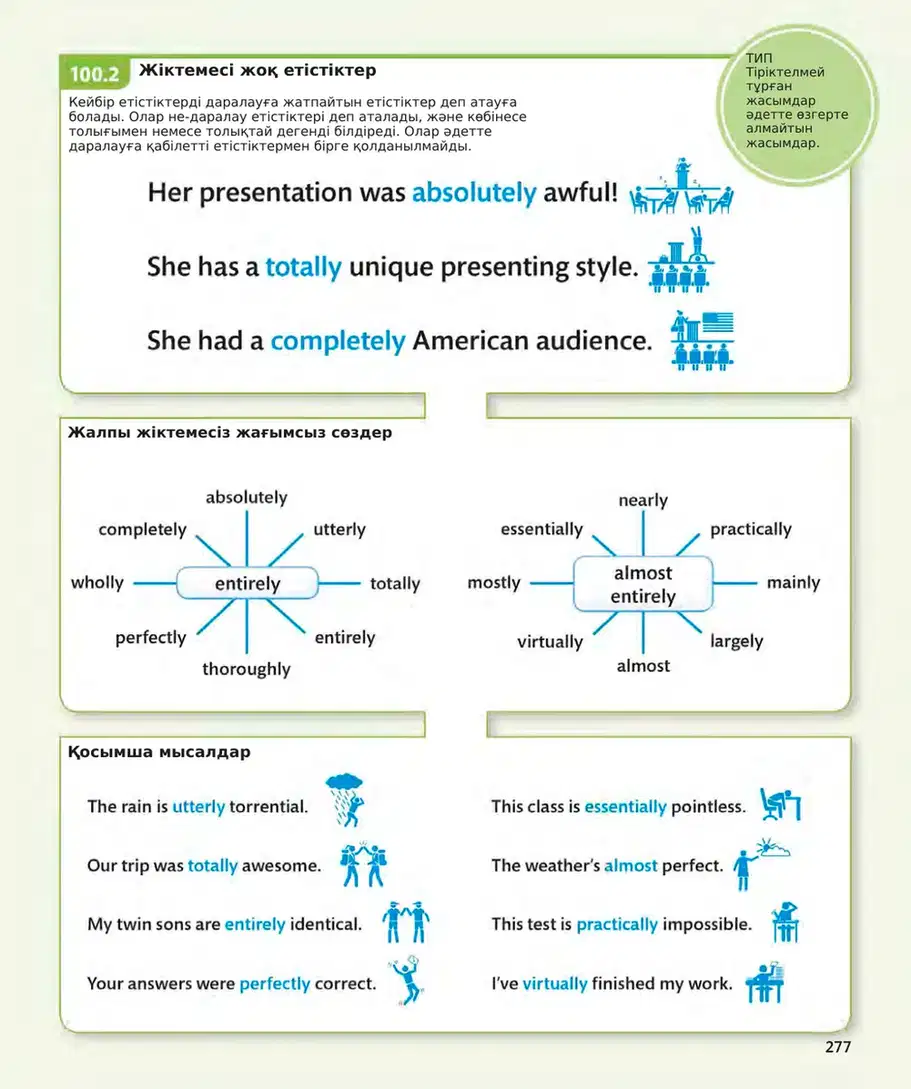 100.2 Жіктемесі жоқ етістіктер
Кейбір етістіктерді даралауға жатпайтын етістіктер деп атауға
болады. Олар не-даралау етістіктері деп аталады, және көбінесе
толығымен немесе толықтай дегенді білдіреді. Олар әдетте
даралауға қабілетті етістіктермен бірге қолданылмайды.
ТИП
Тіріктелмей
тұрған
жасымдар
әдетте өзгерте
алмайтын
жасымдар.
Her presentation was absolutely awful!
She has a totally unique presenting style.
She had a completely American audience.
Жалпы жіктемесіз жағымсыз сөздер
absolutely
completely
utterly
wholly
entirely
totally
perfectly
entirely
thoroughly
nearly
essentially
practically
mostly
almost
entirely
mainly
virtually
largely
almost
Қосымша мысалдар
The rain is utterly torrential.
Our trip was totally awesome.
My twin sons are entirely identical.
Your answers were perfectly correct.
This class is essentially pointless.
The weather's almost perfect.
This test is practically impossible.
I've virtually finished my work.
277